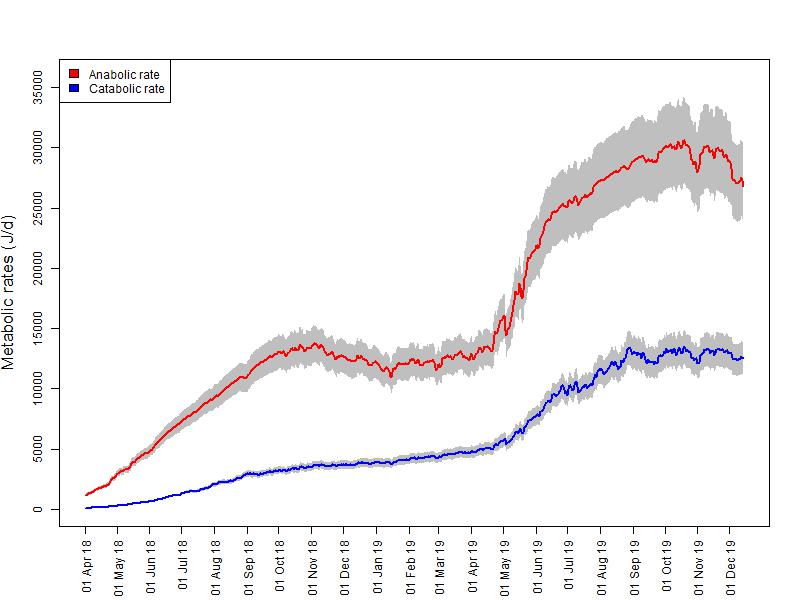 Anabolic rate
Catabolic rate
Metabolic rates (J/d)
35000
30000
25000
20000
15000
10000
5000
0
01 Apr 18
01 May 18
01 Jun 18
01 Jul 18
01 Aug 18
01 Sep 18
01 Oct 18
01 Nov 18
01 Dec 18
01 Jan 19
01 Feb 19
01 Mar 19
01 Apr 19
01 May 19
01 Jun 19
01 Jul 19
01 Aug 19
01 Sep 19
01 Oct 19
01 Nov 19
01 Dec 19